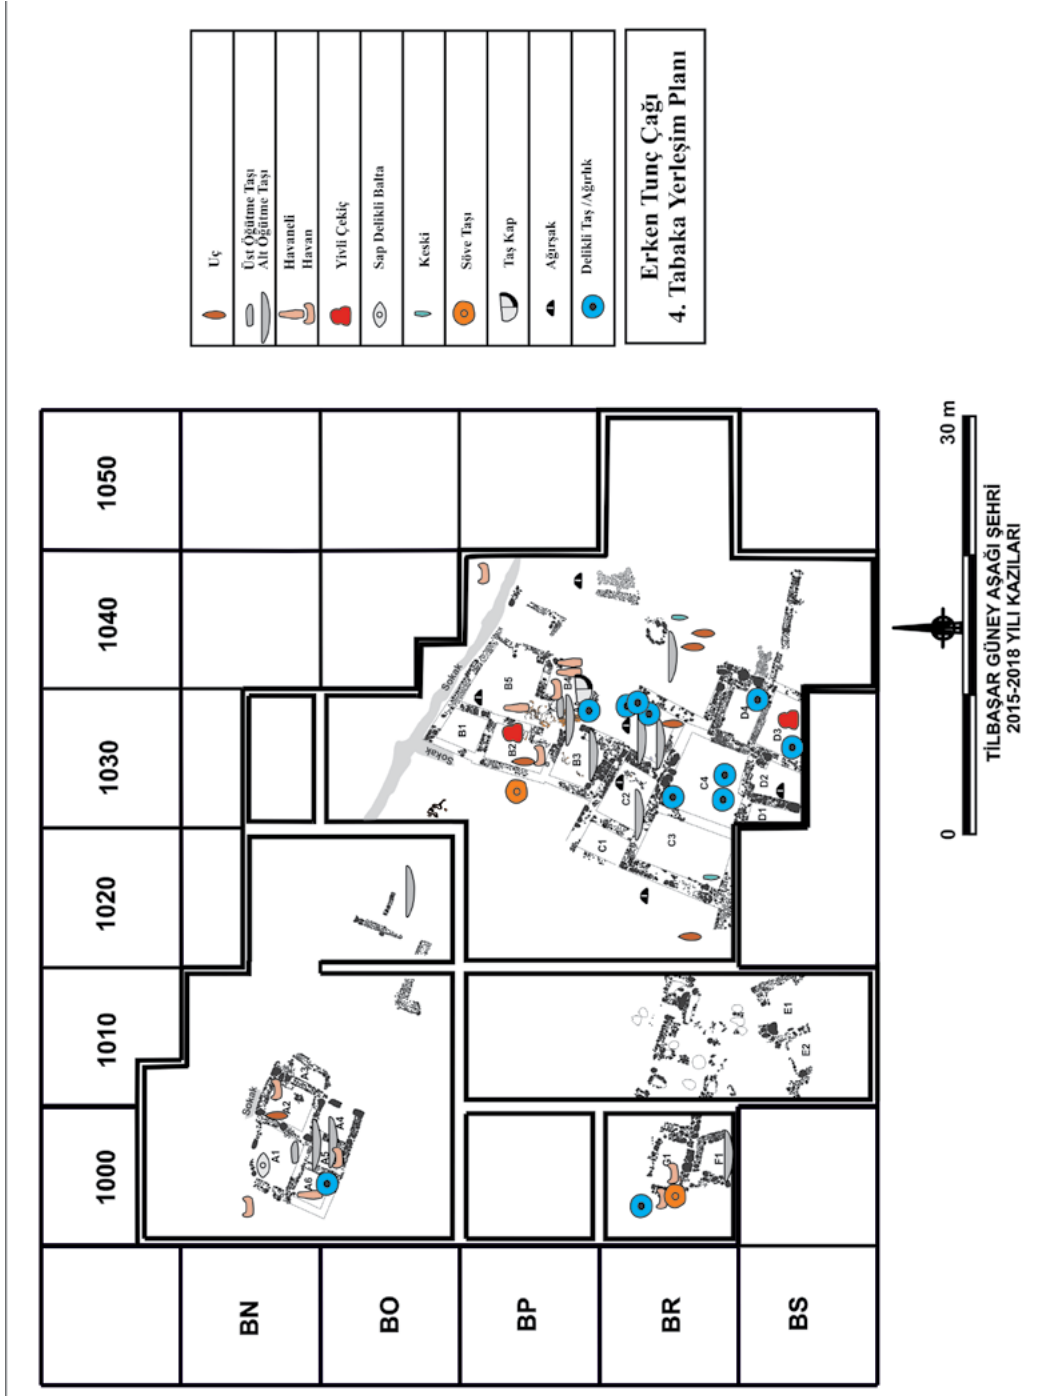 Uç
Üst Öğütme Taşı
Alt Öğütme Taşı
Havaneli
Havan
Yivli Çekiç
Sap Delikli Balta
Keski
Söve Taşı
Taş Kap
Ağırşak
Delikli Taş /Ağırlık
Erken Tunç Çağı
4. Tabaka Yerleşim Planı
1000
1010
1020
1030
1040
1050
BN
BO
BP
BR
BS
Sokak
A1
A2
A3
A4
A5
A6
Sokak
Sokak
B1
B2
B3
B4
B5
C1
C2
C3
C4
D1
D2
D3
D4
E1
E2
F1
G1
0
30 m
TİLBAŞAR GÜNEY AŞAĞI ŞEHRİ
2015-2018 YILI KAZILARI